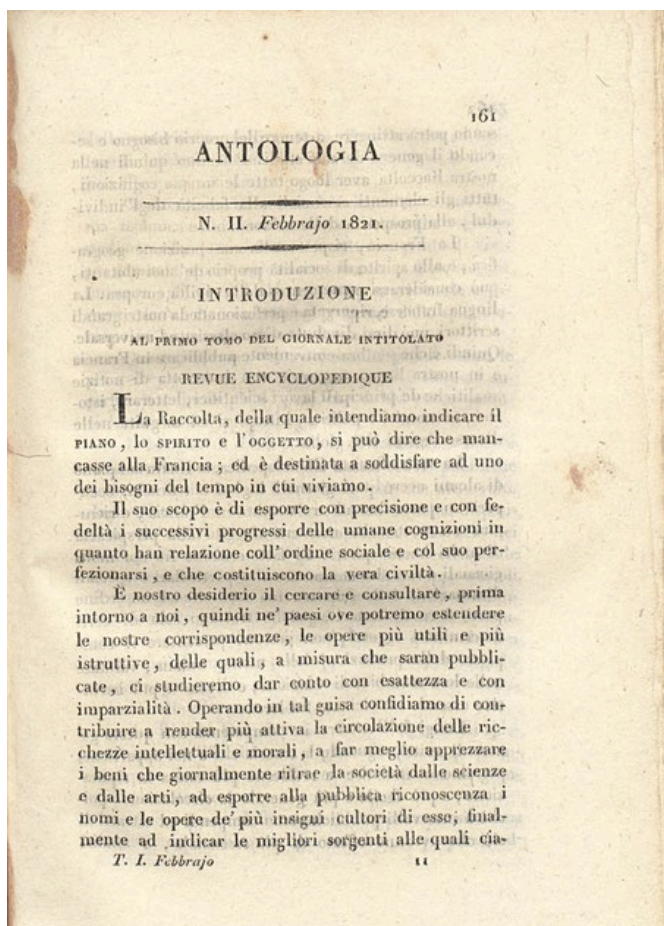 161
ANTOLOGIA
N. II. Febbrajo 1821.
INTRODUZIONE
AL PRIMO TOMO DEL GIORNALE INTITOLATO
REVUE ENCYCLOPEDIQUE
La Raccolta, della quale intendiamo indicare il
PIANO, lo SPIRITO e l'OGGETTO, si può dire che man-
casse alla Francia; ed è destinata a soddisfare ad uno
dei bisogni del tempo in cui viviamo.
Il suo scopo è di esporre con precisione e con fe-
deltà i successivi progressi delle umane cognizioni in
quanto han relazione coll'ordine sociale e col suo per-
fezionarsi, e che costituiscono la vera civiltà.
È nostro desiderio il cercare e consultare, prima
intorno a noi, quindi ne' paesi ove potremo estendere
le nostre corrispondenze, le opere più utili e più
istruttive, delle quali, a misura che saran pubbli-
cate, ci studieremo dar conto con esattezza e con
imparzialità. Operando in tal guisa confidiamo di con-
tribuire a render più attiva la circolazione delle ric-
chezze intellettuali e morali, a far meglio apprezzare
i beni che giornalmente ritrae la società dalle scienze
e dalle arti, ad esporre alla pubblica riconoscenza i
nomi e le opere de' più insigni cultori di esse, final-
mente ad indicar le migliori sorgenti alle quali cia-
T. I. Febbrajo 11